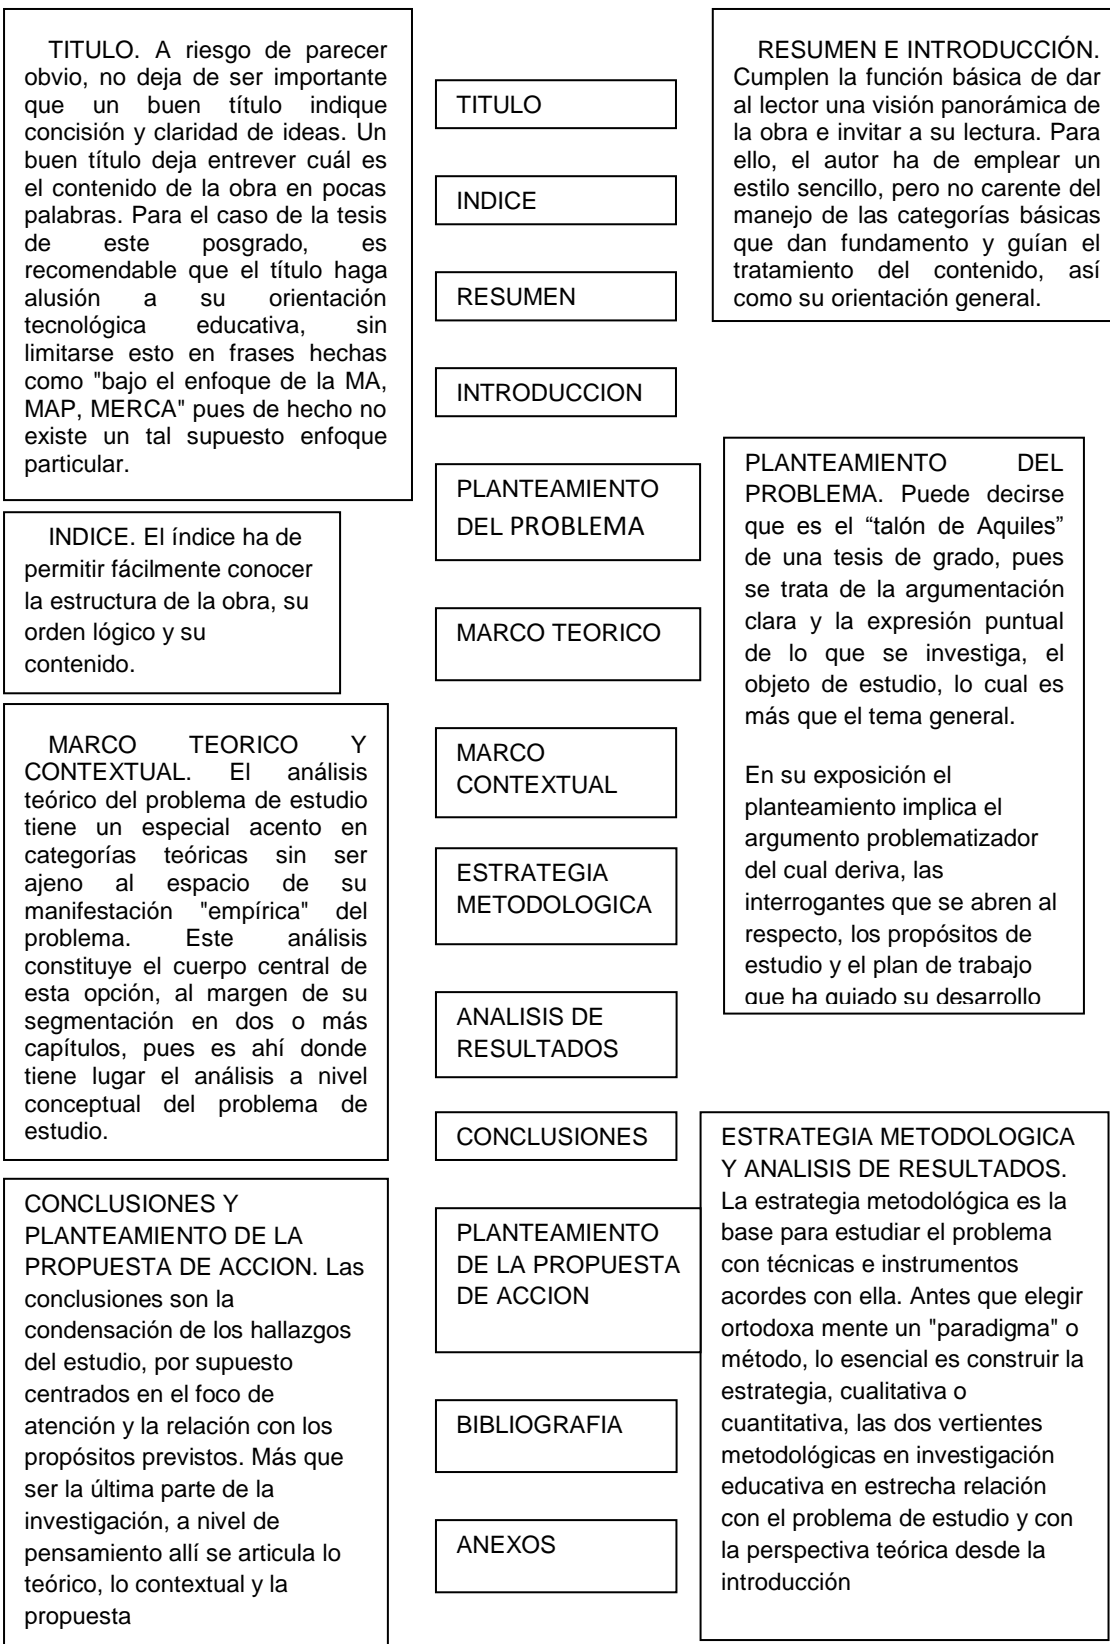 TITULO. A riesgo de parecer
obvio, no deja de ser importante
que un buen título indique
concisión y claridad de ideas. Un
buen título deja entrever cuál es
el contenido de la obra en pocas
palabras. Para el caso de la tesis
de este posgrado, es
recomendable que el título haga
alusión a su orientación
tecnológica educativa, sin
limitarse esto en frases hechas
como "bajo el enfoque de la MA,
MAP, MERCA" pues de hecho no
existe un tal supuesto enfoque
particular.
INDICE. El índice ha de
permitir fácilmente conocer
la estructura de la obra, su
orden lógico y su
contenido.
MARCO TEORICO Y
CONTEXTUAL. El análisis
teórico del problema de estudio
tiene un especial acento en
categorías teóricas sin ser
ajeno al espacio de su
manifestación "empírica" del
problema. Este análisis
constituye el cuerpo central de
esta opción, al margen de su
segmentación en dos o más
capítulos, pues es ahí donde
tiene lugar el análisis a nivel
conceptual del problema de
estudio.
CONCLUSIONES Y
PLANTEAMIENTO DE LA
PROPUESTA DE ACCION. Las
conclusiones son la
condensación de los hallazgos
del estudio, por supuesto
centrados en el foco de
atención y la relación con los
propósitos previstos. Más que
ser la última parte de la
investigación, a nivel de
pensamiento allí se articula lo
teórico, lo contextual y la
propuesta
TITULO
INDICE
RESUMEN
INTRODUCCION
PLANTEAMIENTO
DEL PROBLEMA
MARCO TEORICO
MARCO
CONTEXTUAL
ESTRATEGIA
METODOLOGICA
ANALISIS DE
RESULTADOS
CONCLUSIONES
PLANTEAMIENTO
DE LA PROPUESTA
DE ACCION
BIBLIOGRAFIA
ANEXOS
RESUMEN E INTRODUCCIÓN.
Cumplen la función básica de dar
al lector una visión panorámica de
la obra e invitar a su lectura. Para
ello, el autor ha de emplear un
estilo sencillo, pero no carente del
manejo de las categorías básicas
que dan fundamento y guían el
tratamiento del contenido, así
como su orientación general.
PLANTEAMIENTO DEL
PROBLEMA. Puede decirse
que es el “talón de Aquiles”
de una tesis de grado, pues
se trata de la argumentación
clara y la expresión puntual
de lo que se investiga, el
objeto de estudio, lo cual es
más que el tema general.
En su exposición el
planteamiento implica el
argumento problematizador
del cual deriva, las
interrogantes que se abren al
respecto, los propósitos de
estudio y el plan de trabajo
que ha guiado su desarrollo
ESTRATEGIA METODOLOGICA
Y ANALISIS DE RESULTADOS.
La estrategia metodológica es la
base para estudiar el problema
con técnicas e instrumentos
acordes con ella. Antes que elegir
ortodoxa mente un "paradigma" o
método, lo esencial es construir la
estrategia, cualitativa o
cuantitativa, las dos vertientes
metodológicas en investigación
educativa en estrecha relación
con el problema de estudio y con
la perspectiva teórica desde la
introducción